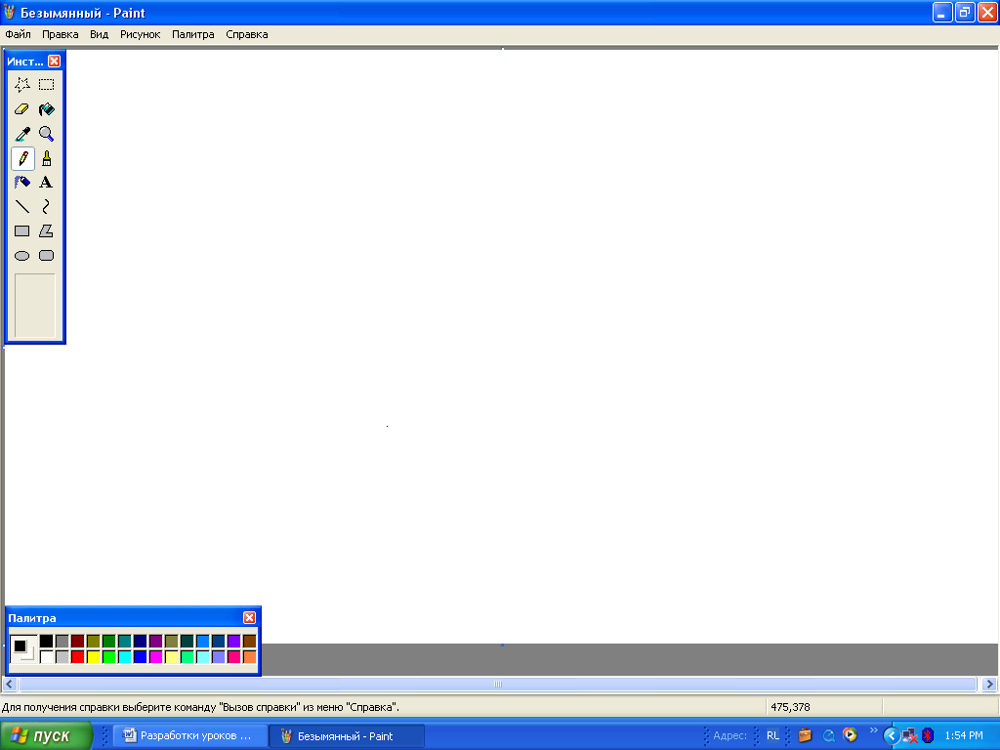 Безымянный - Paint
Файл Правка Вид Рисунок Палитра Справка
Инст...
A
Палитра
Для получения справки выберите команду "Вызов справки" из меню "Справка".
475,378
пуск
Разработки уроков ...
Безымянный - Paint
Адрес:
RL
1:54 PM